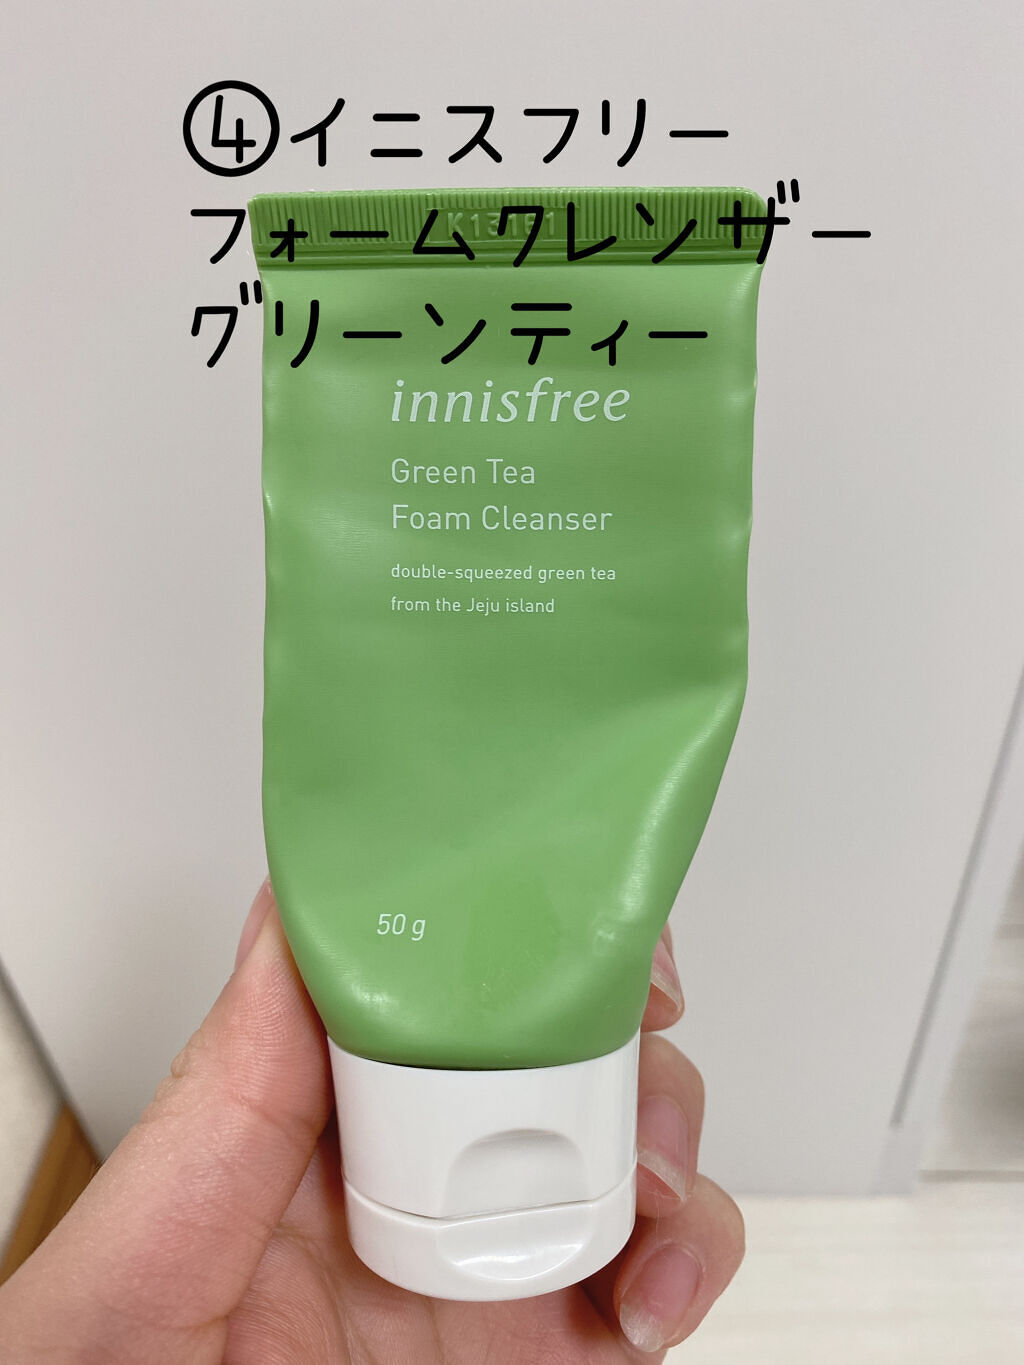 ④イニスフリー
フォームクレンザー
グリーンティー
innisfree
Green Tea
Foam Cleanser
double-squeezed green tea
from the Jeju island
50 g